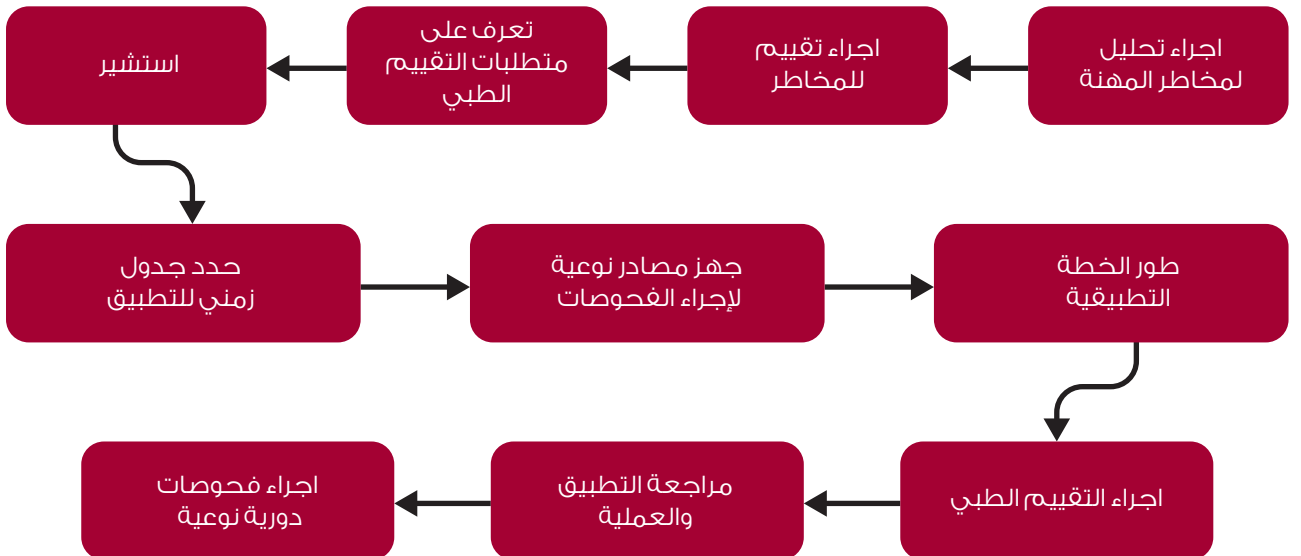 اجراء تحليل
لمخاطر المهنة
اجراء تقييم
للمخاطر
تعرف على
متطلبات التقييم
الطبي
استشير
حدد جدول
زمني للتطبيق
جهز مصادر نوعية
لإجراء الفحوصات
طور الخطة
التطبيقية
اجراء التقييم الطبي
مراجعة التطبيق
والعملية
اجراء فحوصات
دورية نوعية